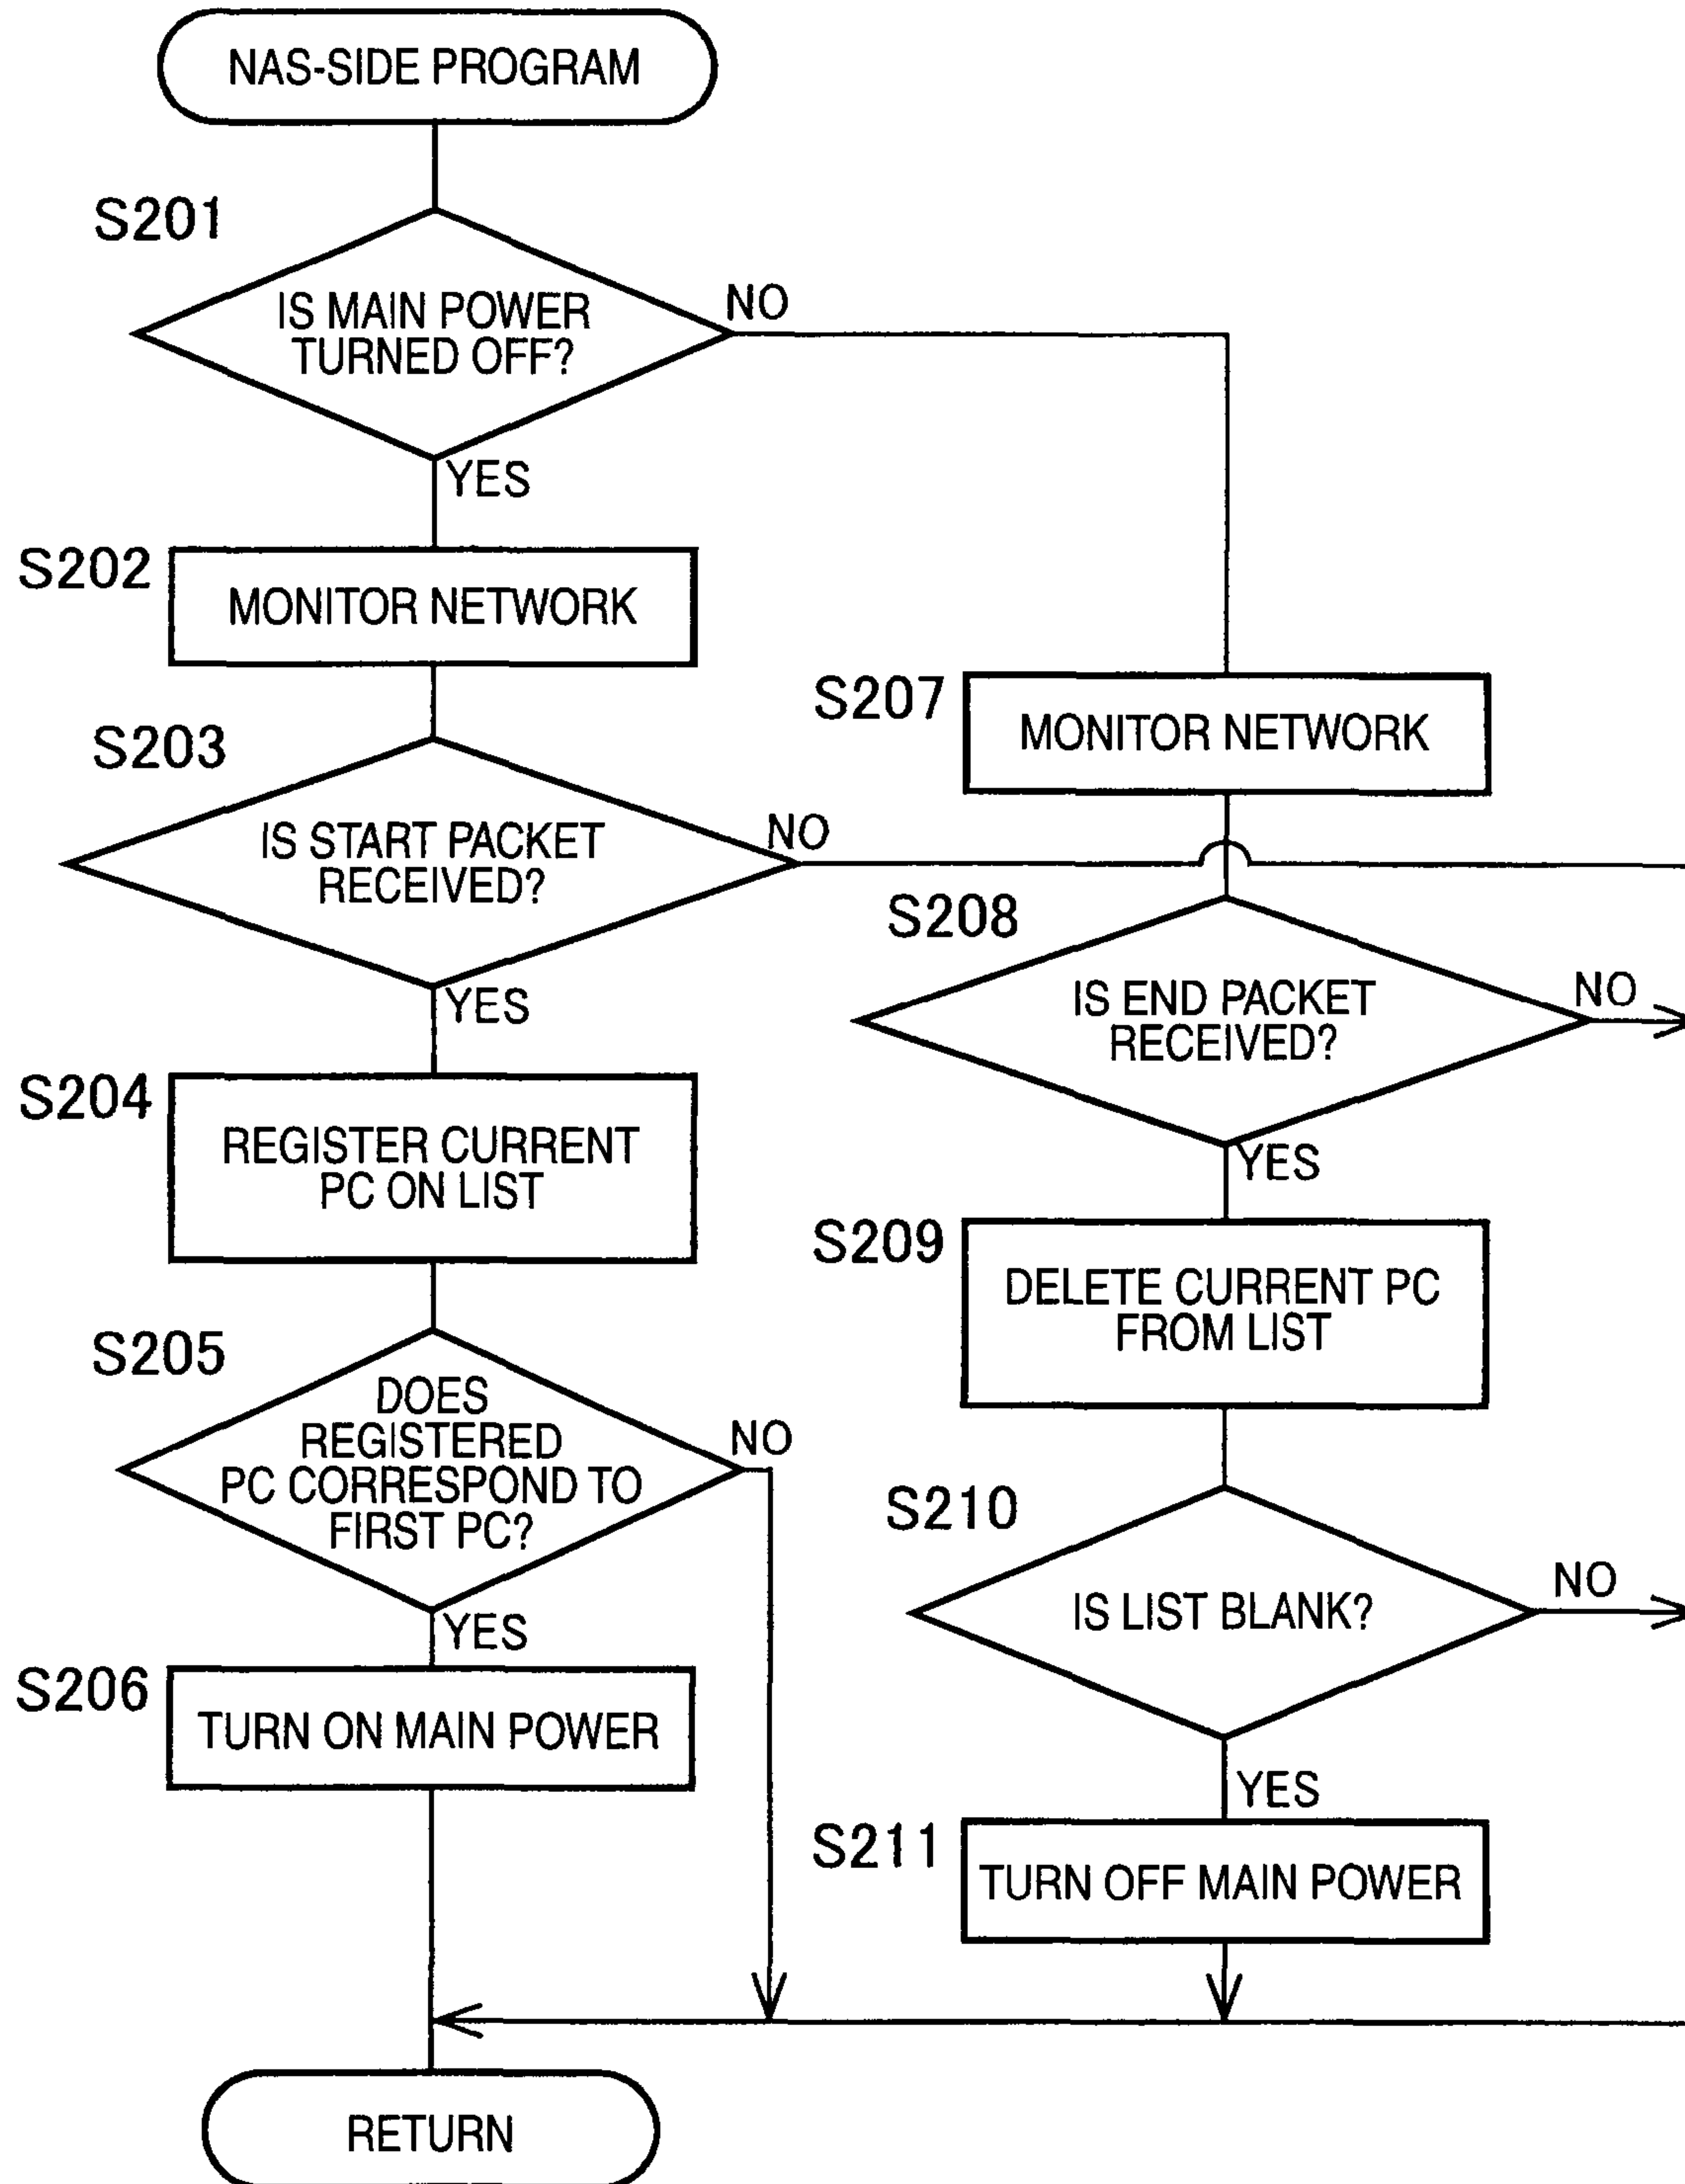 NAS-SIDE PROGRAM
S201
IS MAIN POWER
TURNED OFF?
NO
YES
S202
MONITOR NETWORK
S203
IS START PACKET
RECEIVED?
NO
YES
S204
REGISTER CURRENT
PC ON LIST
S205
DOES
REGISTERED
PC CORRESPOND TO
FIRST PC?
NO
YES
S206
TURN ON MAIN POWER
S207
MONITOR NETWORK
S208
IS END PACKET
RECEIVED?
NO
YES
S209
DELETE CURRENT PC
FROM LIST
S210
IS LIST BLANK?
NO
YES
S211
TURN OFF MAIN POWER
RETURN